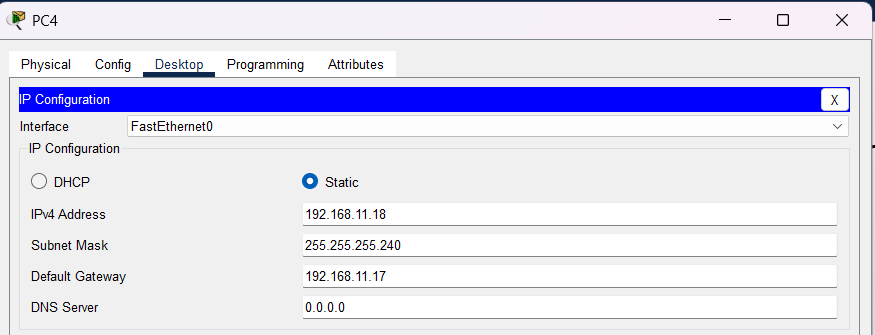 PC4
Physical Config Desktop Programming Attributes
IP Configuration X
Interface FastEthernet0
IP Configuration
DHCP Static
IPv4 Address 192.168.11.18
Subnet Mask 255.255.255.240
Default Gateway 192.168.11.17
DNS Server 0.0.0.0